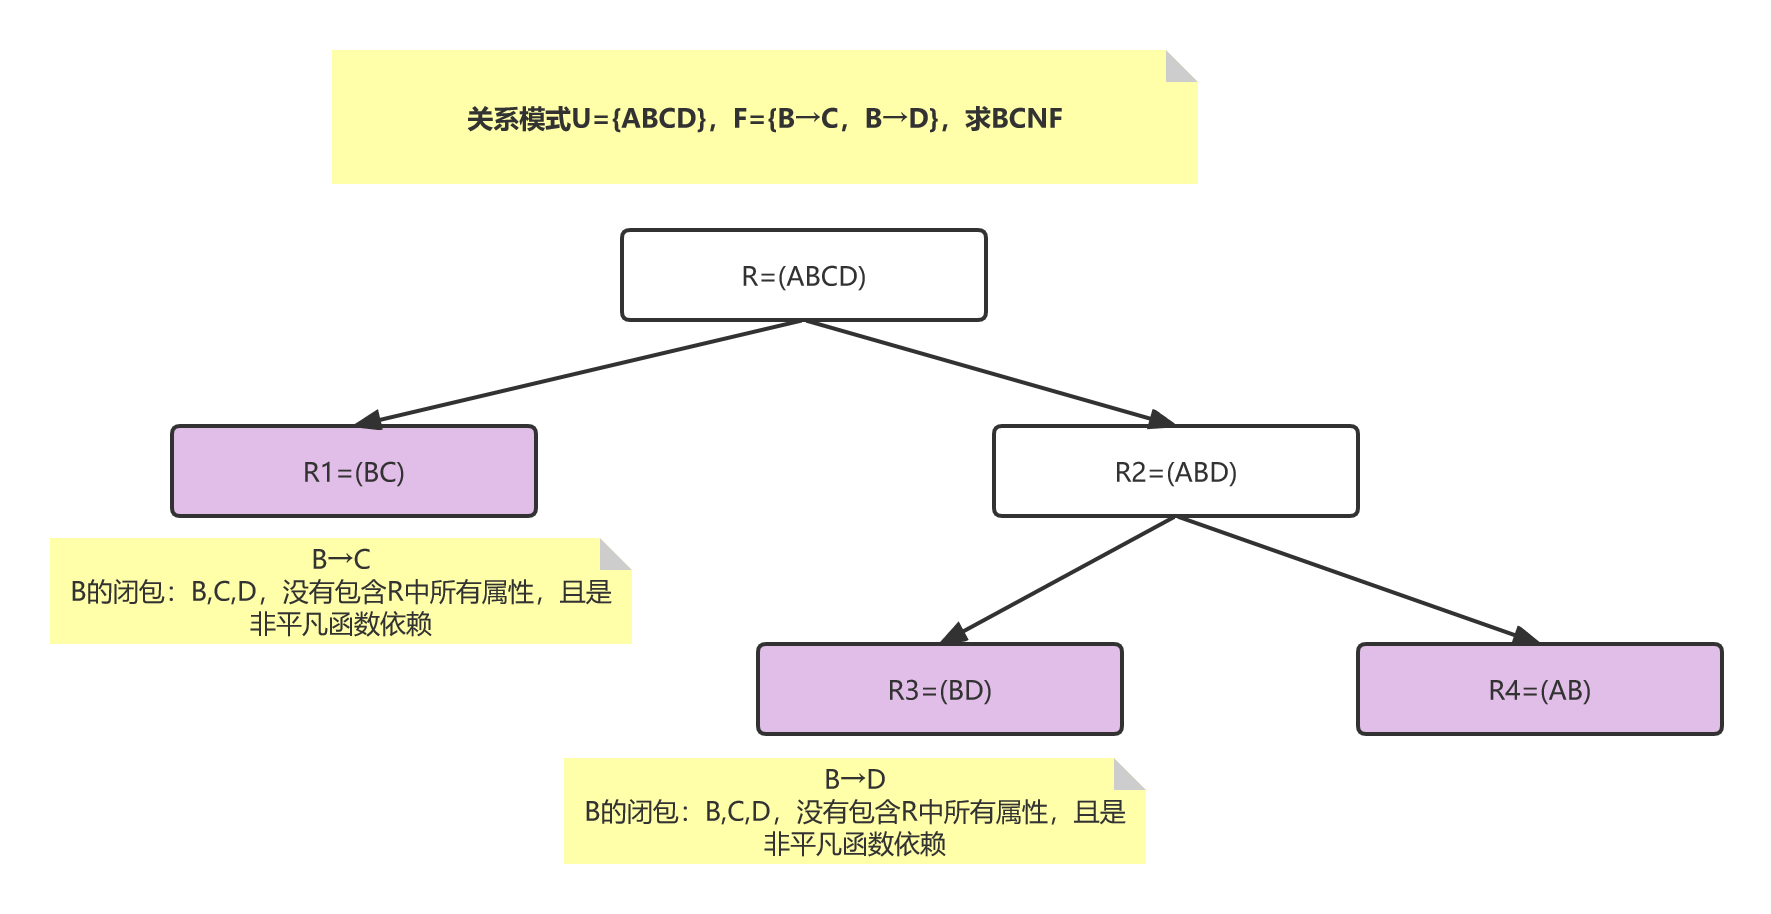 关系模式U={ABCD}，F={B→C，B→D}，求BCNF
R=(ABCD)
R1=(BC)
R2=(ABD)
B→C
B的闭包：B,C,D，没有包含R中所有属性，且是
非平凡函数依赖
R3=(BD)
R4=(AB)
B→D
B的闭包：B,C,D，没有包含R中所有属性，且是
非平凡函数依赖